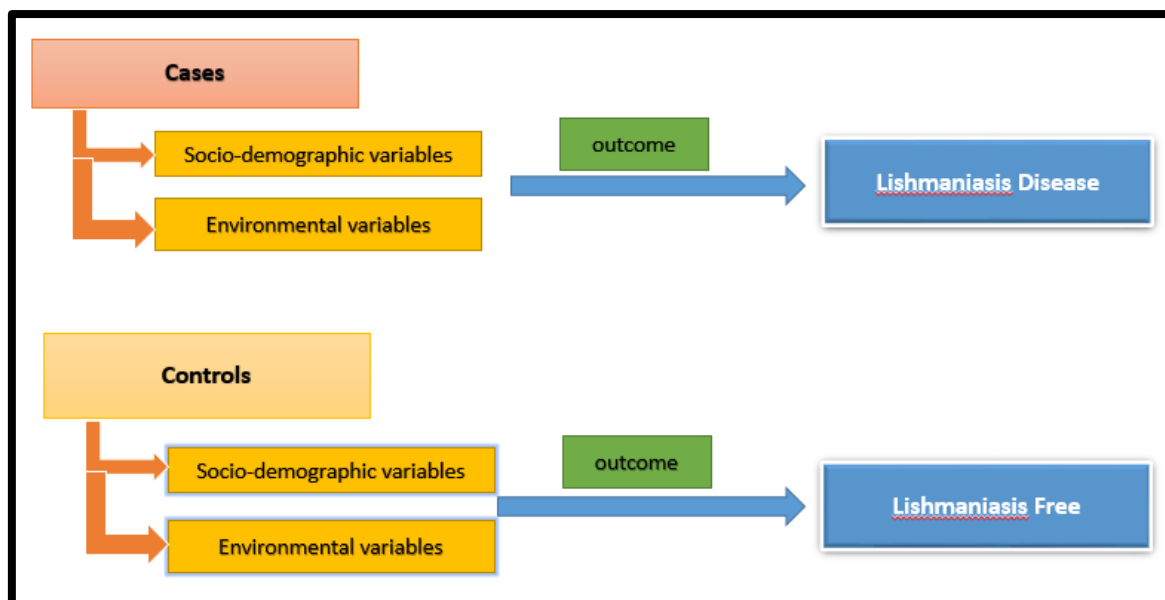 Cases
Socio-demographic variables
outcome
Lishmaniasis Disease
Environmental variables
Controls
Socio-demographic variables
outcome
Lishmaniasis Free
Environmental variables